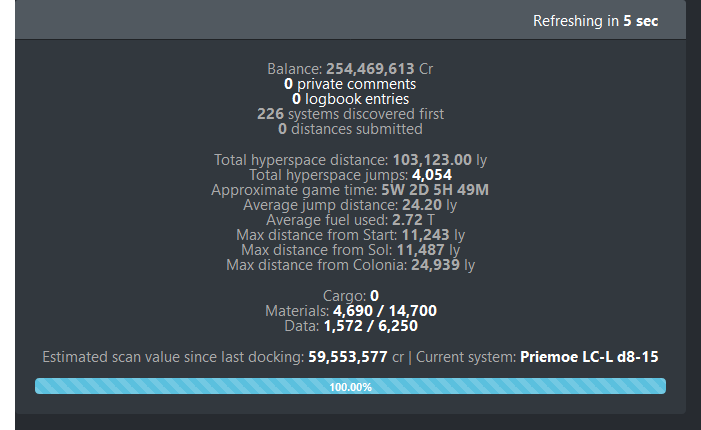 Refreshing in 5 sec
Balance: 254,469,613 Cr
0 private comments
0 logbook entries
226 systems discovered first
0 distances submitted
Total hyperspace distance: 103,123.00 ly
Total hyperspace jumps: 4,054
Approximate game time: 5W 2D 5H 49M
Average jump distance: 24.20 ly
Average fuel used: 2.72 T
Max distance from Start: 11,243 ly
Max distance from Sol: 11,487 ly
Max distance from Colonia: 24,939 ly
Cargo: 0
Materials: 4,690 / 14,700
Data: 1,572 / 6,250
Estimated scan value since last docking: 59,553,577 cr | Current system: Priemoe LC-L d8-15
100.00%